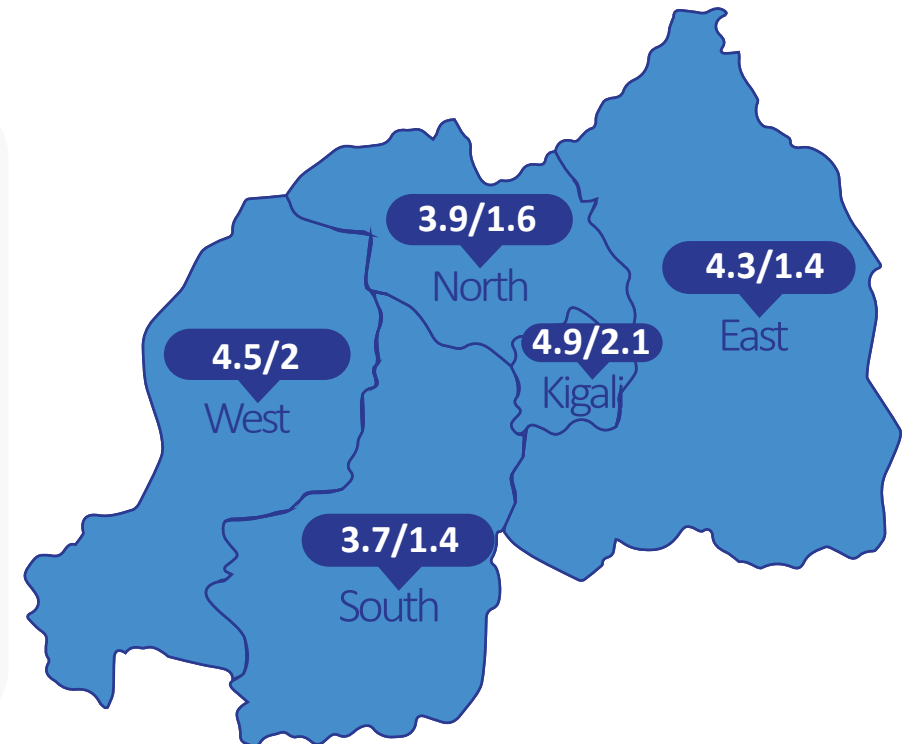 3.9/1.6
North
4.3/1.4
East
4.9/2.1
Kigali
4.5/2
West
3.7/1.4
South